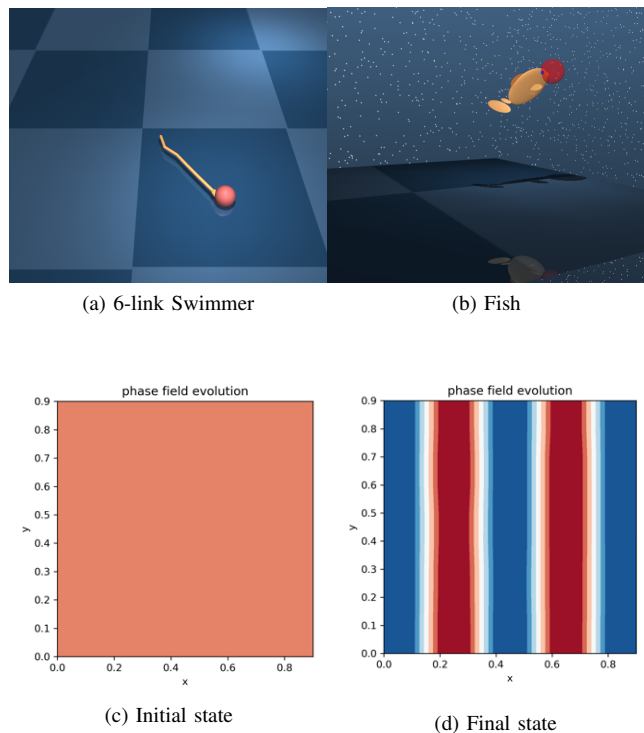 (a) 6-link Swimmer
(b) Fish
phase field evolution
0.9
0.8
0.7
0.6
0.5
0.4
0.3
0.2
0.1
0.0
y
0.0 0.2 0.4 0.6 0.8
x
(c) Initial state
phase field evolution
0.9
0.8
0.7
0.6
0.5
0.4
0.3
0.2
0.1
0.0
y
0.0 0.2 0.4 0.6 0.8
x
(d) Final state